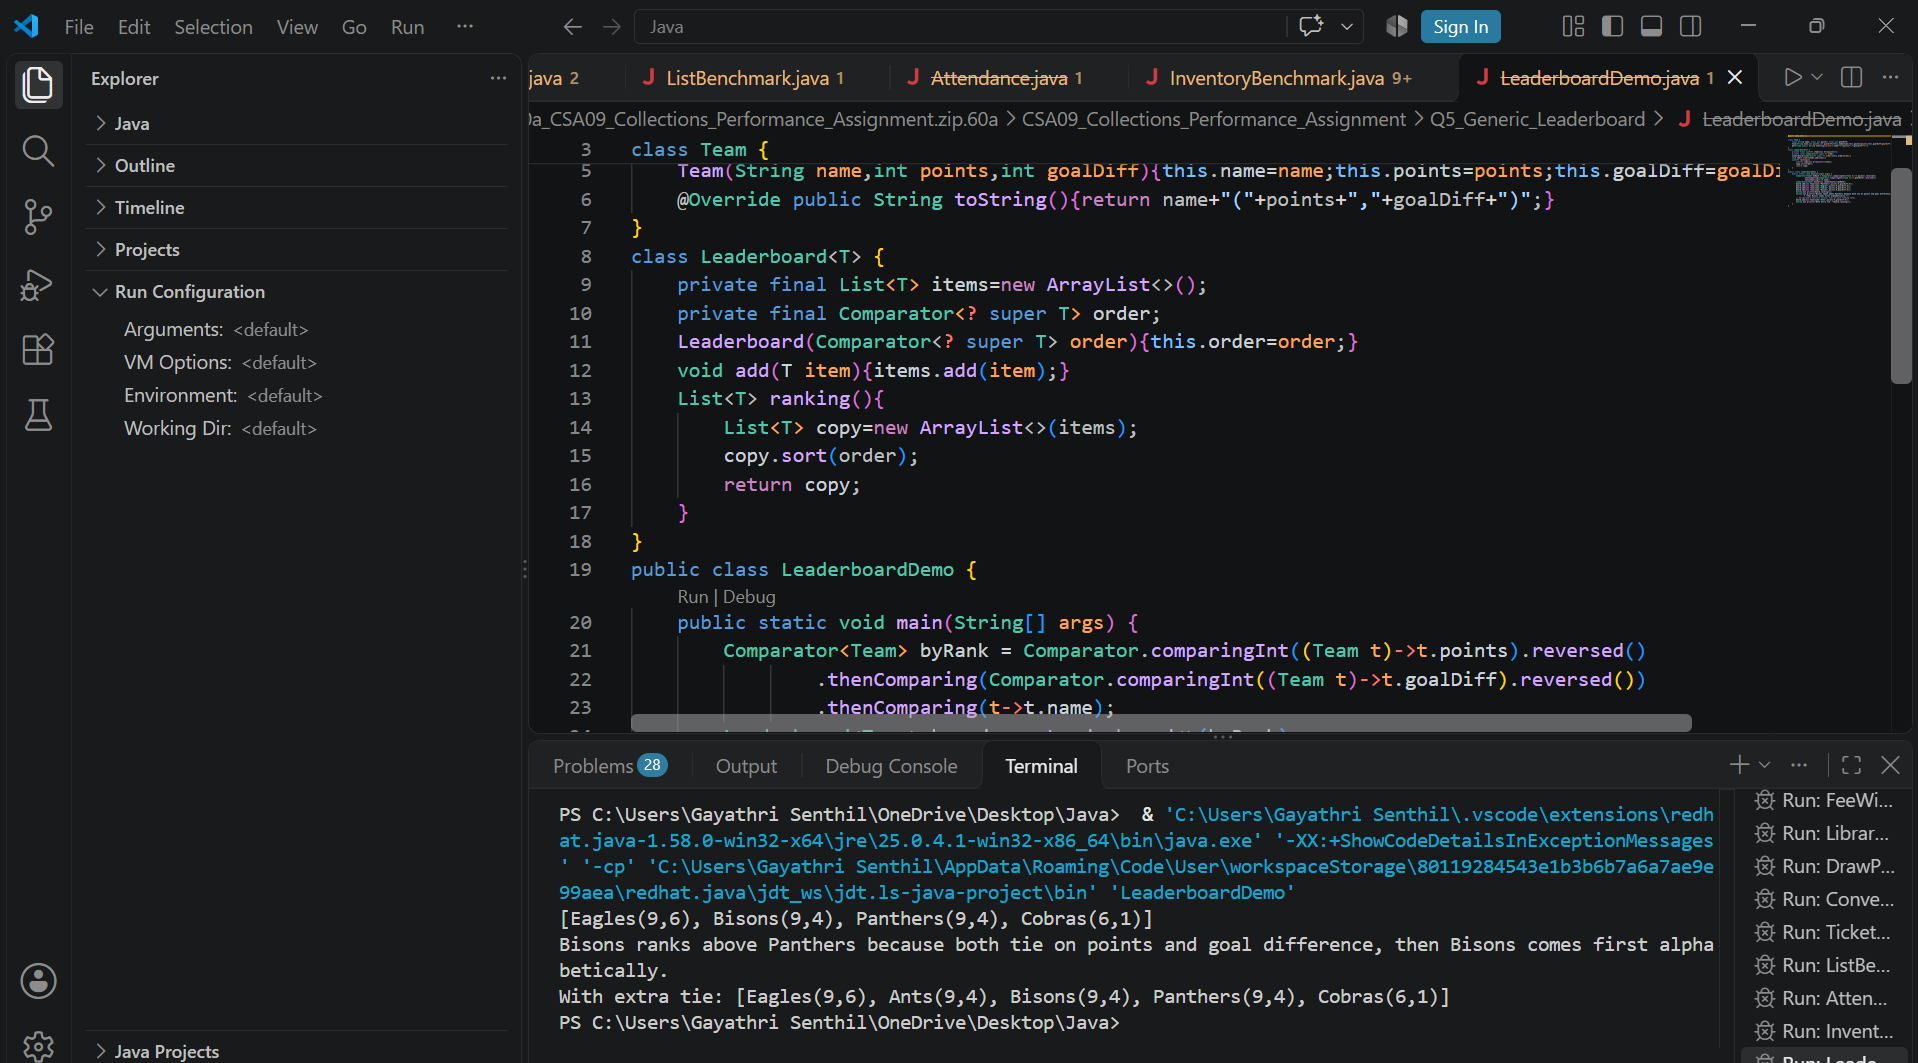 File Edit Selection View Go Run ··· Java Sign In
Explorer ···
Java
Outline
Timeline
Projects
Run Configuration
Arguments: <default>
VM Options: <default>
Environment: <default>
Working Dir: <default>
Java Projects
java 2 J ListBenchmark.java 1 J Attendance.java 1 J InventoryBenchmark.java 9+ J LeaderboardDemo.java 1
a_CSA09_Collections_Performance_Assignment.zip.60a > CSA09_Collections_Performance_Assignment > Q5_Generic_Leaderboard > J LeaderboardDemo.java
3 class Team {
5 Team(String name,int points,int goalDiff){this.name=name;this.points=points;this.goalDiff=goalDi
6 @Override public String toString(){return name+"("+points+","+goalDiff+")";}
7 }
8 class Leaderboard<T> {
9 private final List<T> items=new ArrayList<>();
10 private final Comparator<? super T> order;
11 Leaderboard(Comparator<? super T> order){this.order=order;}
12 void add(T item){items.add(item);}
13 List<T> ranking(){
14 List<T> copy=new ArrayList<>(items);
15 copy.sort(order);
16 return copy;
17 }
18 }
19 public class LeaderboardDemo {
Run | Debug
20 public static void main(String[] args) {
21 Comparator<Team> byRank = Comparator.comparingInt((Team t)->t.points).reversed()
22 .thenComparing(Comparator.comparingInt((Team t)->t.goalDiff).reversed())
23 .thenComparing(t->t.name);
Problems 28 Output Debug Console Terminal Ports
PS C:\Users\Gayathri Senthil\OneDrive\Desktop\Java> & 'C:\Users\Gayathri Senthil\.vscode\extensions\redh
at.java-1.58.0-win32-x64\jre\25.0.4.1-win32-x86_64\bin\java.exe' '-XX:+ShowCodeDetailsInExceptionMessages
' '-cp' 'C:\Users\Gayathri Senthil\AppData\Roaming\Code\User\workspaceStorage\80119284543e1b3b6b7a6a7ae9e
99aea\redhat.java\jdt_ws\jdt.ls-java-project\bin' 'LeaderboardDemo'
[Eagles(9,6), Bisons(9,4), Panthers(9,4), Cobras(6,1)]
Bisons ranks above Panthers because both tie on points and goal difference, then Bisons comes first alpha
betically.
With extra tie: [Eagles(9,6), Ants(9,4), Bisons(9,4), Panthers(9,4), Cobras(6,1)]
PS C:\Users\Gayathri Senthil\OneDrive\Desktop\Java>
Run: FeeWi...
Run: Librar...
Run: DrawP...
Run: Conve...
Run: Ticket...
Run: ListBe...
Run: Atten...
Run: Invent...